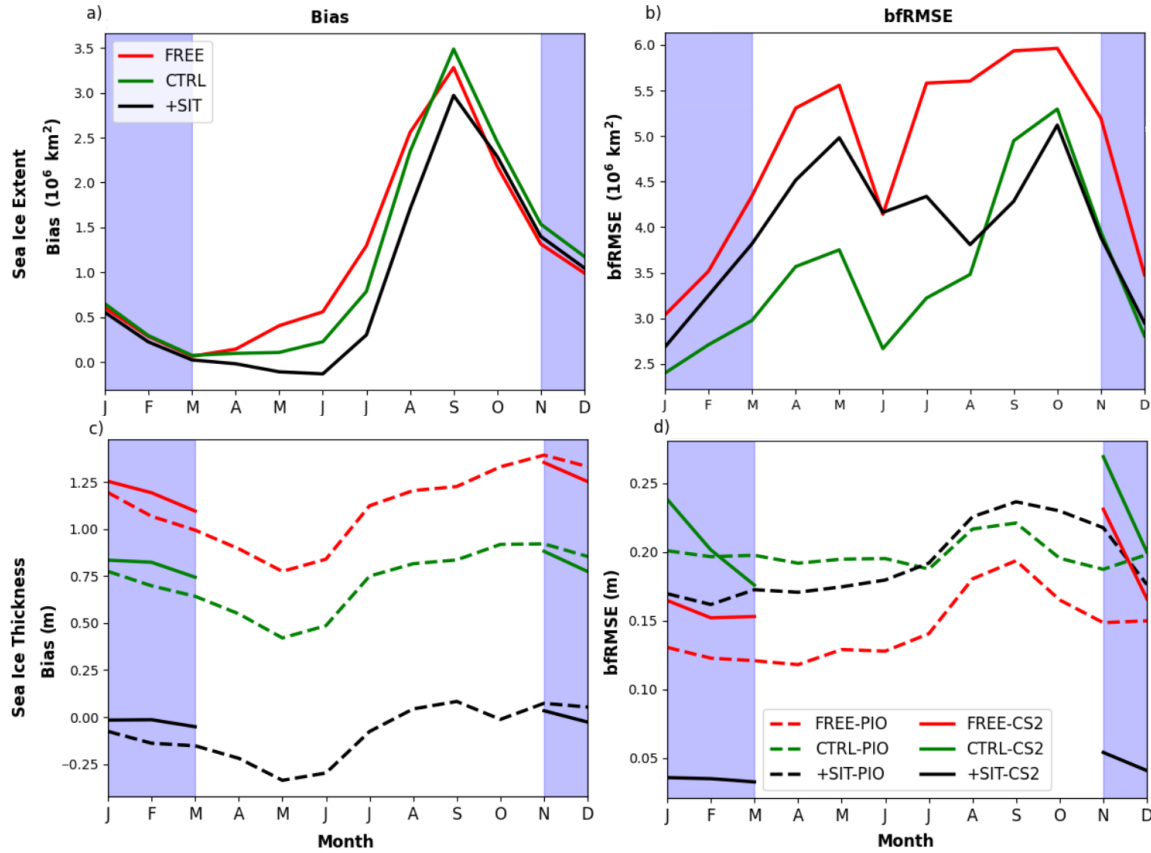 a)
Bias
b)
bfRMSE
FREE
CTRL
+SIT
Sea Ice Extent
Bias (10⁶ km²)
3.5
3.0
2.5
2.0
1.5
1.0
0.5
0.0
J F M A M J J A S O N D
bfRMSE (10⁶ km²)
6.0
5.5
5.0
4.5
4.0
3.5
3.0
2.5
J F M A M J J A S O N D
c)
Sea Ice Thickness
Bias (m)
1.25
1.00
0.75
0.50
0.25
0.00
−0.25
J F M A M J J A S O N D
Month
d)
bfRMSE (m)
0.25
0.20
0.15
0.10
0.05
FREE-PIO FREE-CS2
CTRL-PIO CTRL-CS2
+SIT-PIO +SIT-CS2
J F M A M J J A S O N D
Month